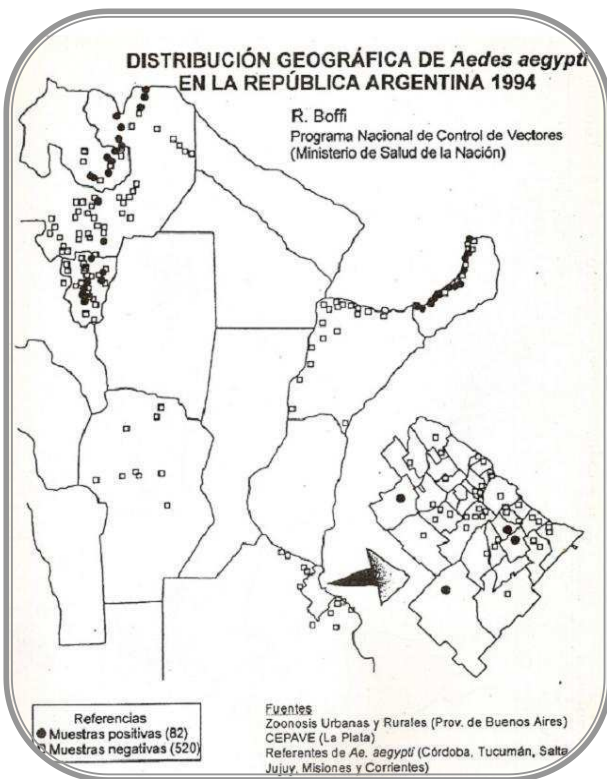 DISTRIBUCIÓN GEOGRÁFICA DE Aedes aegypti
EN LA REPÚBLICA ARGENTINA 1994
R. Boffi
Programa Nacional de Control de Vectores
(Ministerio de Salud de la Nación)
Referencias
Muestras positivas (82)
Muestras negativas (520)
Fuentes
Zoonosis Urbanas y Rurales (Prov. de Buenos Aires)
CEPAVE (La Plata)
Referentes de Ae. aegypti (Córdoba, Tucumán, Salta
Jujuy, Misiones y Corrientes)